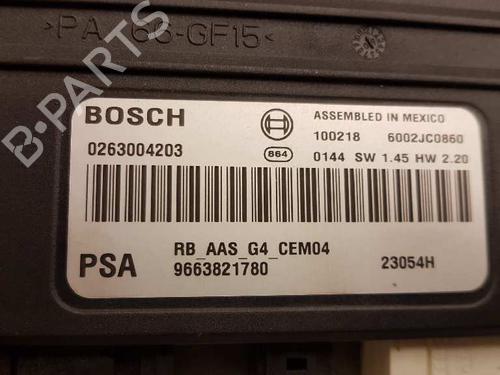 >PA 66-GF15<
B-PARTS
BOSCH
ASSEMBLED IN MEXICO
100218 6002JC0860
0263004203
864
0144 SW 1.45 HW 2.20
RB_AAS_G4_CEM04
PSA
9663821780
23054H